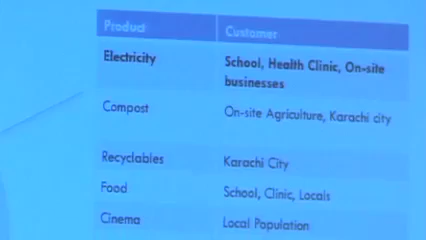 Product Customer
Electricity School, Health Clinic, On-site
businesses
Compost On-site Agriculture, Karachi city
Recyclables Karachi City
Food School, Clinic, Locals
Cinema Local Population